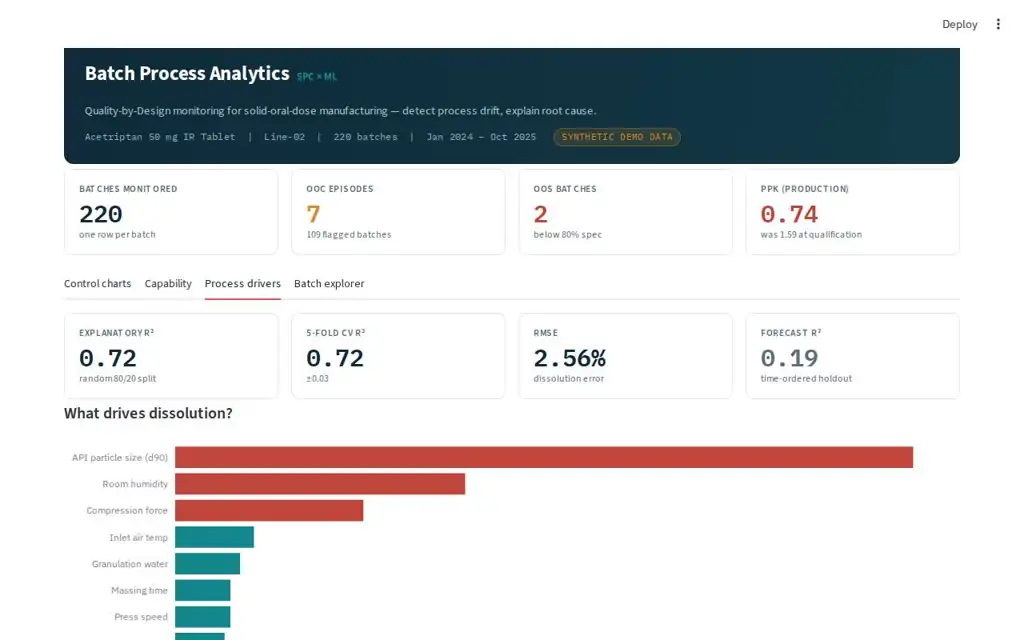 Deploy
Batch Process Analytics SPC × ML
Quality-by-Design monitoring for solid-oral-dose manufacturing — detect process drift, explain root cause.
Acetriptan 50 mg IR Tablet | Line-02 | 220 batches | Jan 2024 – Oct 2025 SYNTHETIC DEMO DATA
BATCHES MONITORED
220
one row per batch
OOC EPISODES
7
109 flagged batches
OOS BATCHES
2
below 80% spec
PPK (PRODUCTION)
0.74
was 1.59 at qualification
Control charts Capability Process drivers Batch explorer
EXPLANATORY R²
0.72
random 80/20 split
5-FOLD CV R²
0.72
±0.03
RMSE
2.56%
dissolution error
FORECAST R²
0.19
time-ordered holdout
What drives dissolution?
API particle size (d90)
Room humidity
Compression force
Inlet air temp
Granulation water
Massing time
Press speed